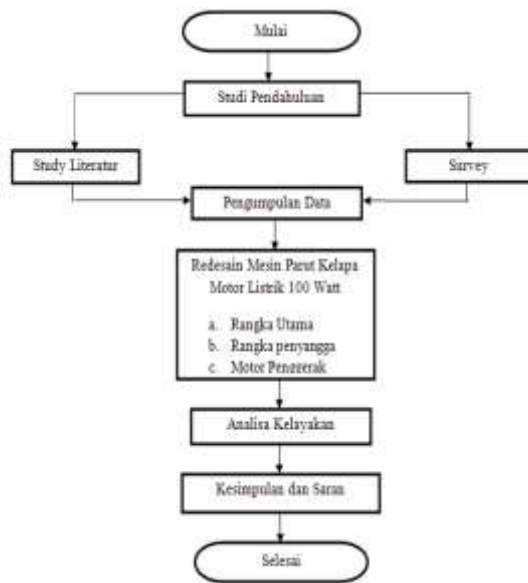 Mulai
Studi Pendahuluan
Study Literatur
Survey
Pengumpulan Data
Redesain Mesin Parut Kelapa
Motor Listrik 100 Watt
a. Rangka Utama
b. Rangka penyangga
c. Motor Penggerak
Analisa Kelayakan
Kesimpulan dan Saran
Selesai